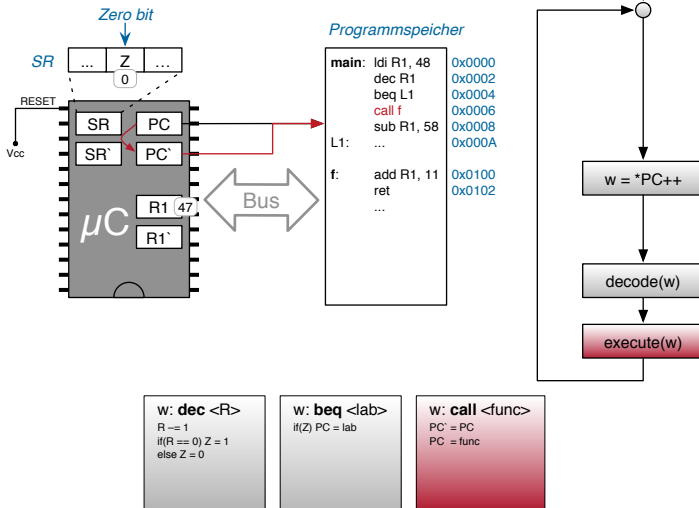 Zero bit
SR ... Z ...
0
Programmspeicher
RESET
Vcc
SR PC
SR` PC`
R1 47
R1`
µC
Bus
main: ldi R1, 48 0x0000
dec R1 0x0002
beq L1 0x0004
call f 0x0006
sub R1, 58 0x0008
L1: ... 0x000A
f: add R1, 11 0x0100
ret 0x0102
...
w = *PC++
decode(w)
execute(w)
w: dec <R>
R –= 1
if(R == 0) Z = 1
else Z = 0
w: beq <lab>
if(Z) PC = lab
w: call <func>
PC` = PC
PC = func